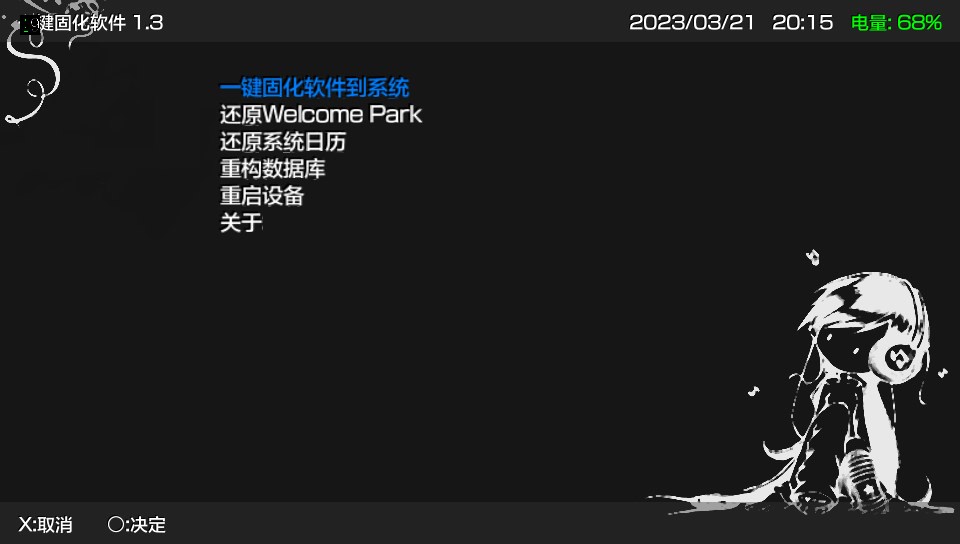 键固化软件 1.3
2023/03/21 20:15 电量: 68%
一键固化软件到系统
还原Welcome Park
还原系统日历
重构数据库
重启设备
关于
X:取消 ○:决定